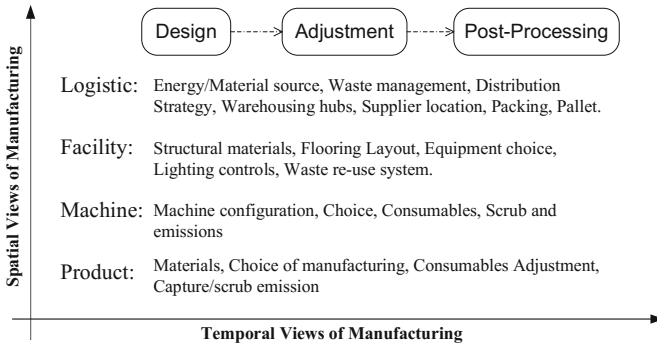 Design
Adjustment
Post-Processing
Logistic: Energy/Material source, Waste management, Distribution
Strategy, Warehousing hubs, Supplier location, Packing, Pallet.
Facility: Structural materials, Flooring Layout, Equipment choice,
Lighting controls, Waste re-use system.
Machine: Machine configuration, Choice, Consumables, Scrub and
emissions
Product: Materials, Choice of manufacturing, Consumables Adjustment,
Capture/scrub emission
Spatial Views of Manufacturing
Temporal Views of Manufacturing